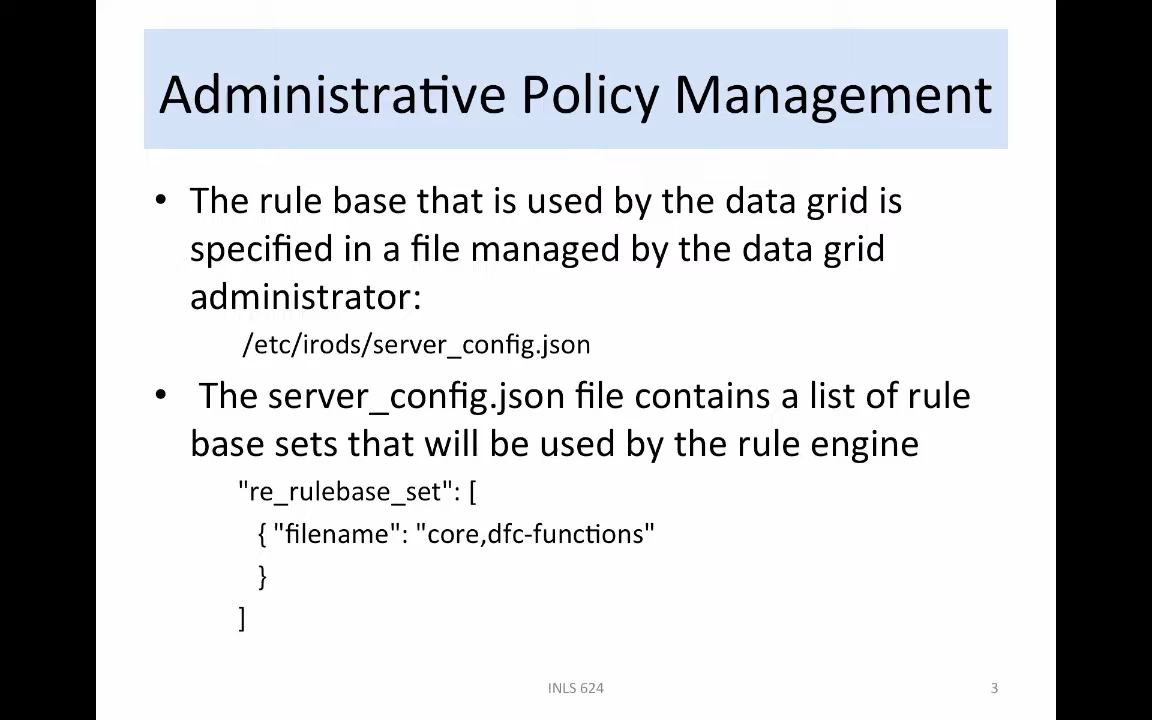 Administrative Policy Management
• The rule base that is used by the data grid is
specified in a file managed by the data grid
administrator:
/etc/irods/server_config.json
• The server_config.json file contains a list of rule
base sets that will be used by the rule engine
"re_rulebase_set": [
{ "filename": "core,dfc-functions"
}
]
INLS 624
3